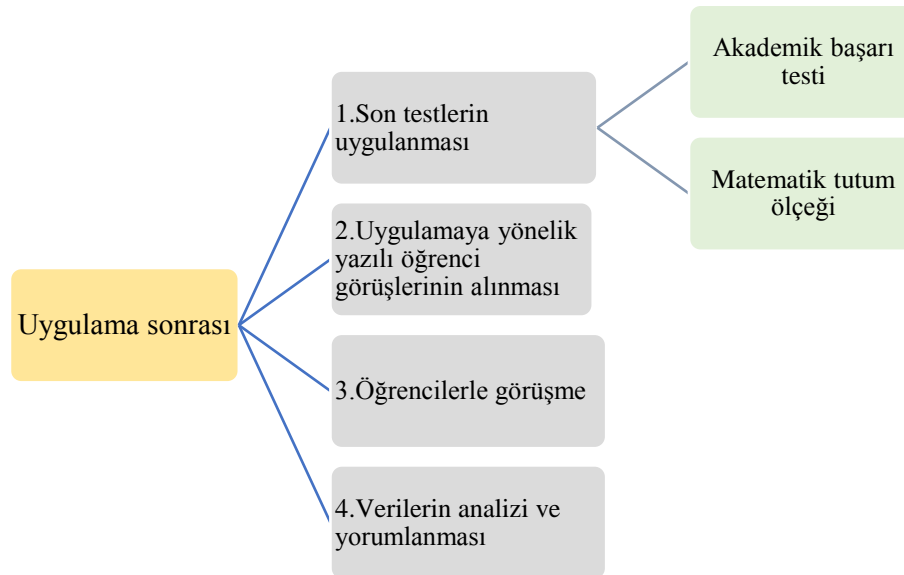 Uygulama sonrası
1.Son testlerin
uygulanması
Akademik başarı
testi
Matematik tutum
ölçeği
2.Uygulamaya yönelik
yazılı öğrenci
görüşlerinin alınması
3.Öğrencilerle görüşme
4.Verilerin analizi ve
yorumlanması